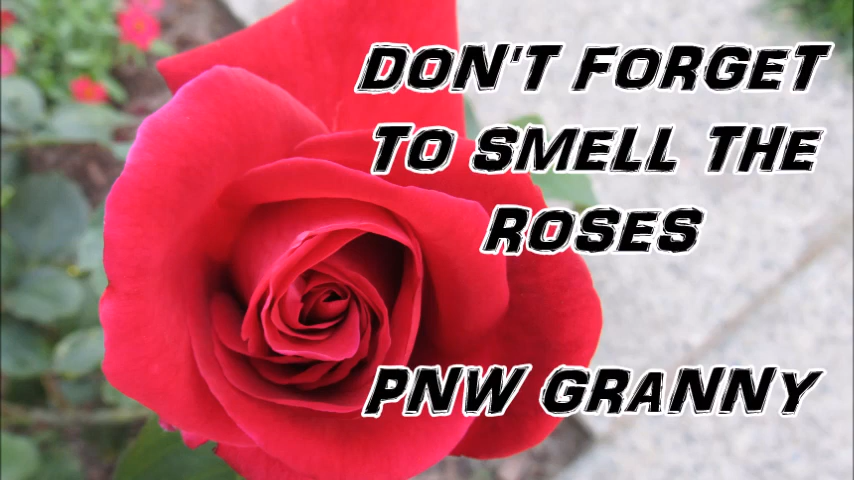 DON'T FORGET
TO SMELL THE
ROSES
PNW GRANNY